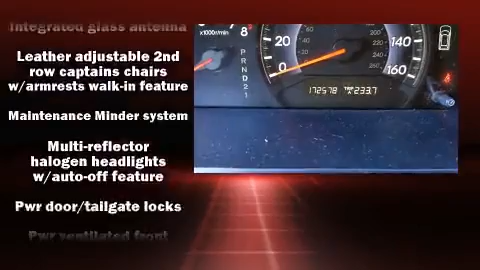 Integrated glass antenna
Leather adjustable 2nd
row captains chairs
w/armrests walk-in feature
Maintenance Minder system
Multi-reflector
halogen headlights
w/auto-off feature
Pwr door/tailgate locks
Pwr ventilated front
x1000r/min
8
P
R
N
D
2
1
0
20
140
160
172578
233.7